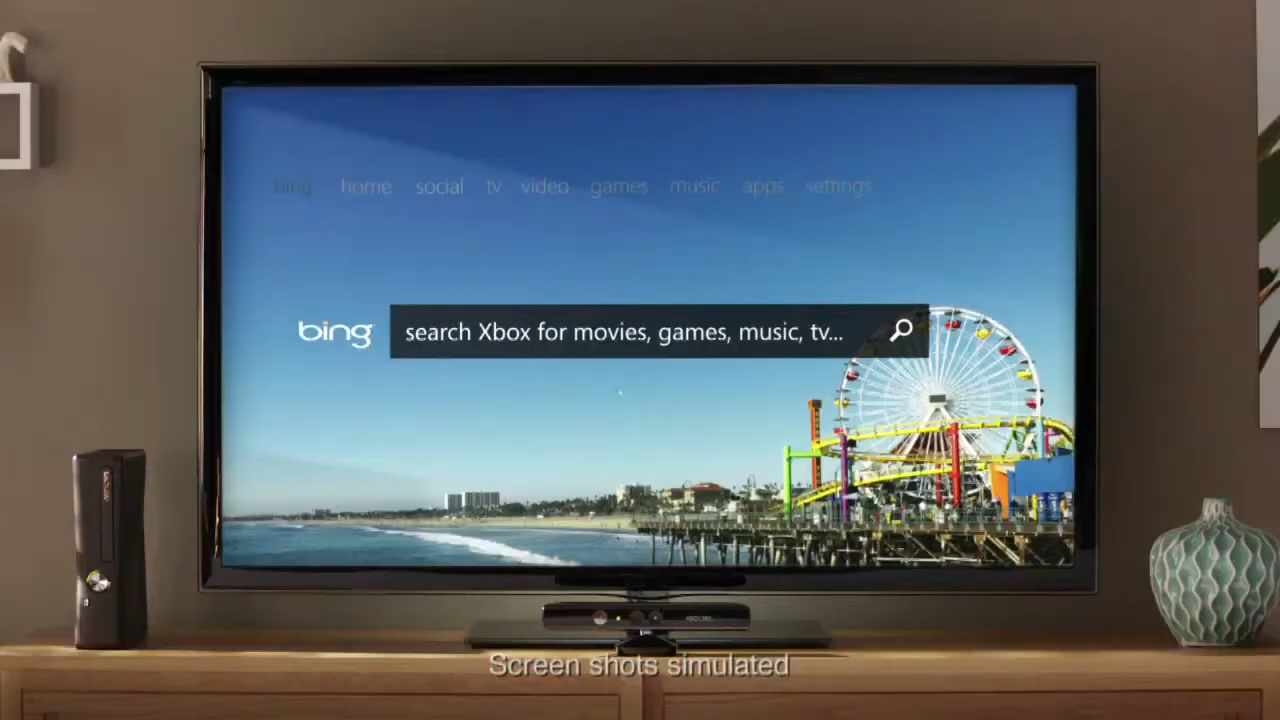 bing home social tv video games music apps settings
bing search Xbox for movies, games, music, tv...
Screen shots simulated